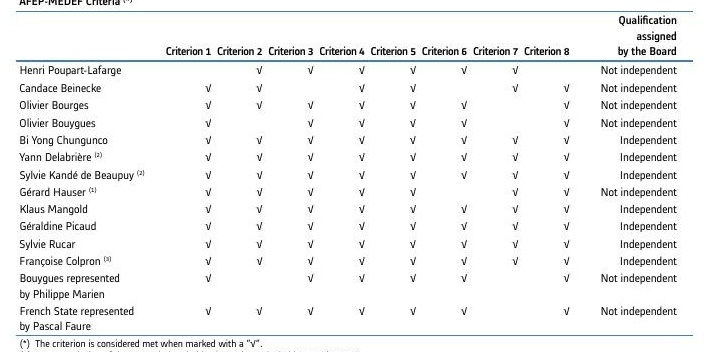 AFEP-MEDEF Criteria (*)
Qualification
assigned
Criterion 1 Criterion 2 Criterion 3 Criterion 4 Criterion 5 Criterion 6 Criterion 7 Criterion 8 by the Board
Henri Poupart-Lafarge √ √ √ √ √ √ Not independent
Candace Beinecke √ √ √ √ √ √ Not independent
Olivier Bourges √ √ √ √ √ √ √ Not independent
Olivier Bouygues √ √ √ √ √ √ Not independent
Bi Yong Chungunco √ √ √ √ √ √ √ √ Independent
Yann Delabrière (2) √ √ √ √ √ √ √ √ Independent
Sylvie Kandé de Beaupuy (2) √ √ √ √ √ √ √ √ Independent
Gérard Hauser (1) √ √ √ √ √ √ √ Not independent
Klaus Mangold √ √ √ √ √ √ √ √ Independent
Géraldine Picaud √ √ √ √ √ √ √ √ Independent
Sylvie Rucar √ √ √ √ √ √ √ √ Independent
Françoise Colpron (3) √ √ √ √ √ √ √ √ Independent
Bouygues represented √ √ √ √ √ √ Not independent
by Philippe Marien
French State represented √ √ √ √ √ √ √ Not independent
by Pascal Faure
(*) The criterion is considered met when marked with a "√".